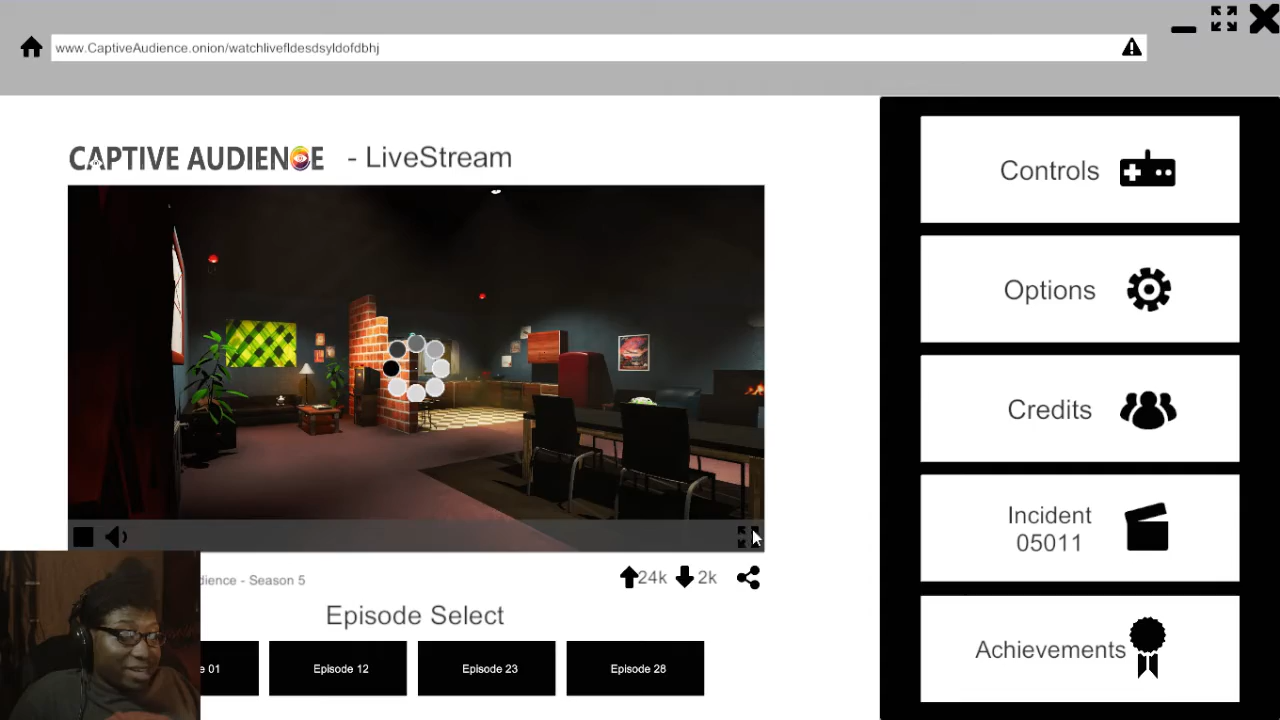 www.CaptiveAudience.onion/watchlivefldesdsyldofdbhj
CAPTIVE AUDIENCE - LiveStream
Controls
Options
Credits
Incident
05011
Achievements
dience - Season 5
24k 2k
Episode Select
e 01
Episode 12
Episode 23
Episode 28